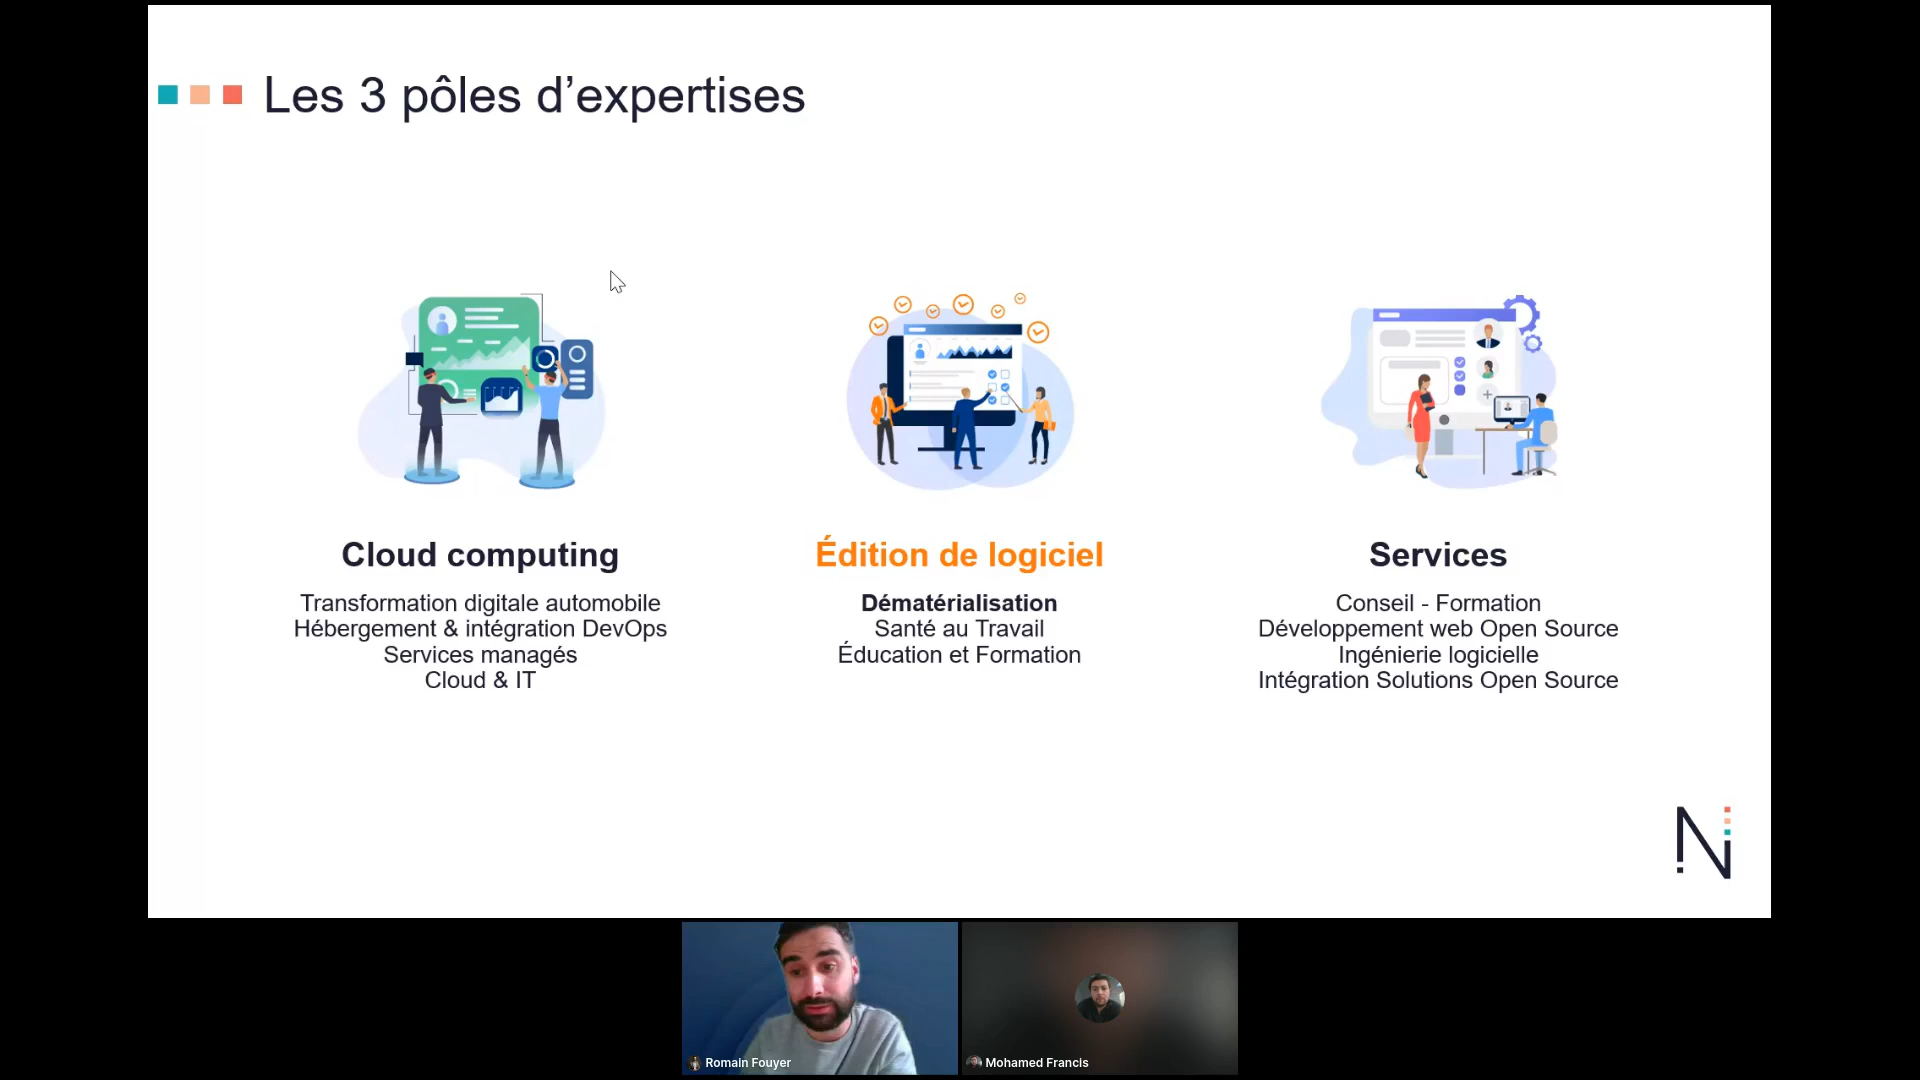 Les 3 pôles d’expertises
Cloud computing
Transformation digitale automobile
Hébergement & intégration DevOps
Services managés
Cloud & IT
Édition de logiciel
Dématérialisation
Santé au Travail
Éducation et Formation
Services
Conseil - Formation
Développement web Open Source
Ingénierie logicielle
Intégration Solutions Open Source
N
Romain Fouyer
Mohamed Francis